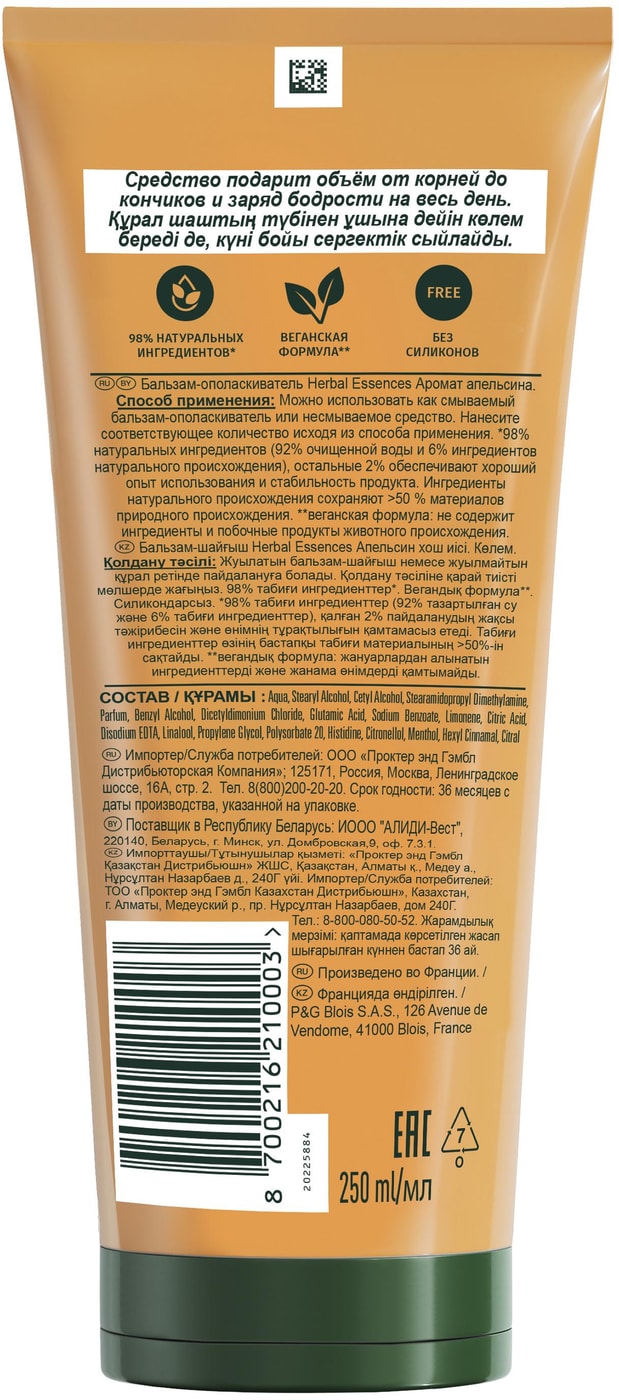 Средство подарит объём от корней до
кончиков и заряд бодрости на весь день.
Құрал шаштың түбінен ұшына дейін көлем
береді де, күні бойы сергектік сыйлайды.
98% НАТУРАЛЬНЫХ
ИНГРЕДИЕНТОВ*
ВЕГАНСКАЯ
ФОРМУЛА**
FREE
БЕЗ
СИЛИКОНОВ
RU BY Бальзам-ополаскиватель Herbal Essences Аромат апельсина.
Способ применения: Можно использовать как смываемый
бальзам-ополаскиватель или несмываемое средство. Нанесите
соответствующее количество исходя из способа применения. *98%
натуральных ингредиентов (92% очищенной воды и 6% ингредиентов
натурального происхождения), остальные 2% обеспечивают хороший
опыт использования и стабильность продукта. Ингредиенты
натурального происхождения сохраняют >50 % материалов
природного происхождения. **веганская формула: не содержит
ингредиенты и побочные продукты животного происхождения.
KZ Бальзам-шайғыш Herbal Essences Апельсин хош иісі. Көлем.
Қолдану тәсілі: Жуылатын бальзам-шайғыш немесе жуылмайтын
құрал ретінде пайдалануға болады. Қолдану тәсіліне қарай тиісті
мөлшерде жағыңыз. 98% табиғи ингредиенттер*. Вегандық формула**.
Силикондарсыз. *98% табиғи ингредиенттер (92% тазартылған су
және 6% табиғи ингредиенттер), қалған 2% пайдаланудың жақсы
тәжірибесін және өнімнің тұрақтылығын қамтамасыз етеді. Табиғи
ингредиенттер өзінің бастапқы табиғи материалының >50%-ін
сақтайды. **вегандық формула: жануарлардан алынатын
ингредиенттерді және жанама өнімдерді қамтымайды.
СОСТАВ / ҚҰРАМЫ : Aqua, Stearyl Alcohol, Cetyl Alcohol, Stearamidopropyl Dimethylamine,
Parfum, Benzyl Alcohol, Dicetyldimonium Chloride, Glutamic Acid, Sodium Benzoate, Limonene, Citric Acid,
Disodium EDTA, Linalool, Propylene Glycol, Polysorbate 20, Histidine, Citronellol, Menthol, Hexyl Cinnamal, Citral
RU Импортер/Служба потребителей: ООО «Проктер энд Гэмбл
Дистрибьюторская Компания»; 125171, Россия, Москва, Ленинградское
шоссе, 16А, стр. 2. Тел. 8(800)200-20-20. Срок годности: 36 месяцев с
даты производства, указанной на упаковке.
BY Поставщик в Республику Беларусь: ИООО "АЛИДИ-Вест",
220140, Беларусь, г. Минск, ул. Домбровская,9, оф. 7.3.1.
KZ Импорттаушы/Тұтынушылар қызметі: «Проктер энд Гэмбл
Қазақстан Дистрибьюшн» ЖШС, Қазақстан, Алматы қ., Медеу а.,
Нұрсұлтан Назарбаев д., 240Г үйі. Импортер/Служба потребителей:
ТОО «Проктер энд Гэмбл Казахстан Дистрибьюшн», Казахстан,
г. Алматы, Медеуский р., пр. Нұрсұлтан Назарбаев, дом 240Г.
Тел.: 8-800-080-50-52. Жарамдылық
мерзімі: қаптамада көрсетілген жасап
шығарылған күннен бастап 36 ай.
RU Произведено во Франции. /
KZ Францияда өндірілген. /
P&G Blois S.A.S., 126 Avenue de
Vendome, 41000 Blois, France
8 700216 210003 >
20225884
EAC
7
O
250 ml/мл